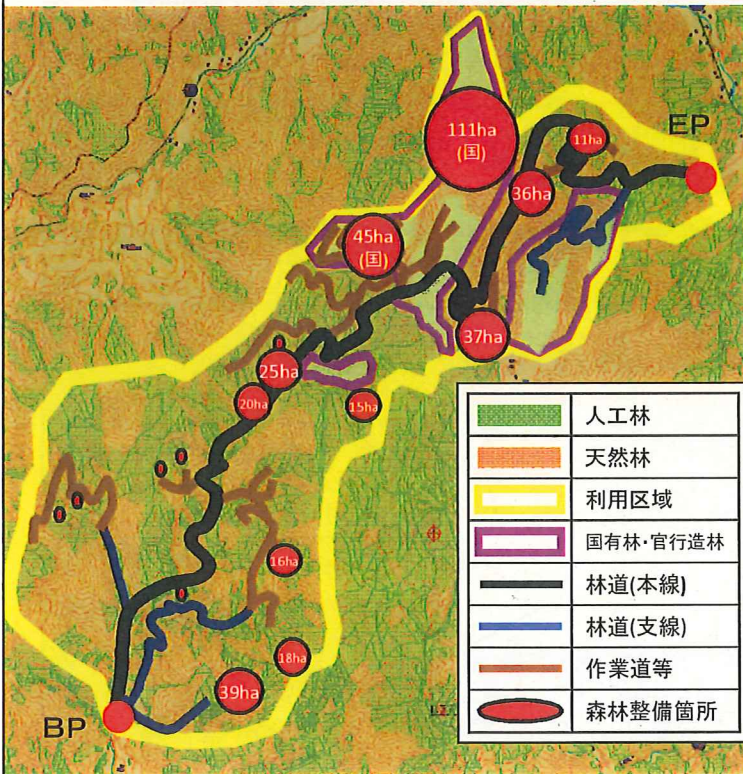 EP
111ha
(国)
11ha
36ha
45ha
(国)
37ha
25ha
20ha
15ha
16ha
18ha
39ha
BP
人工林
天然林
利用区域
国有林・官行造林
林道(本線)
林道(支線)
作業道等
森林整備箇所